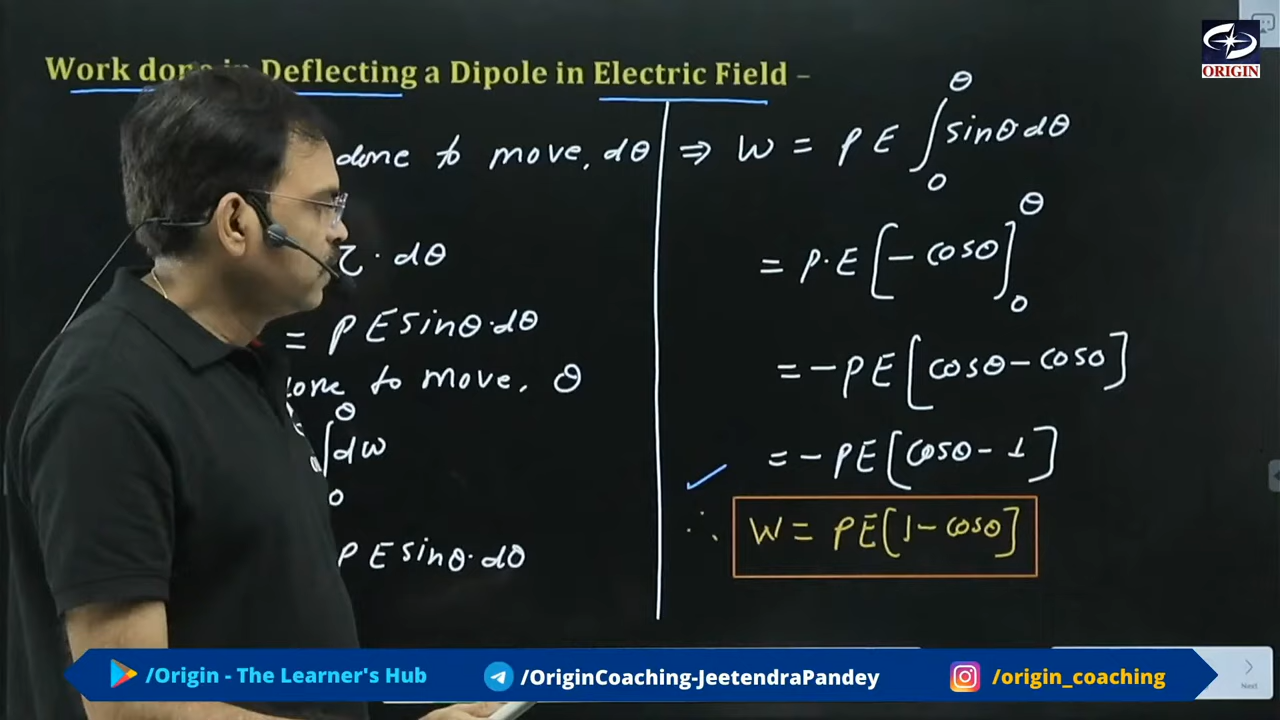 Work done in Deflecting a Dipole in Electric Field –
done to move, dθ
τ · dθ
= PE sinθ·dθ
done to move, θ
∫₀^θ dw
PE sinθ·dθ
⇒ W = PE ∫₀^θ sinθ dθ
= P·E [– cosθ]₀^θ
= –PE [cosθ – cos0]
= – PE [cosθ – 1]
∴ W = PE [1 – cosθ]
ORIGIN
/Origin - The Learner's Hub
/OriginCoaching-JeetendraPandey
/origin_coaching
Next